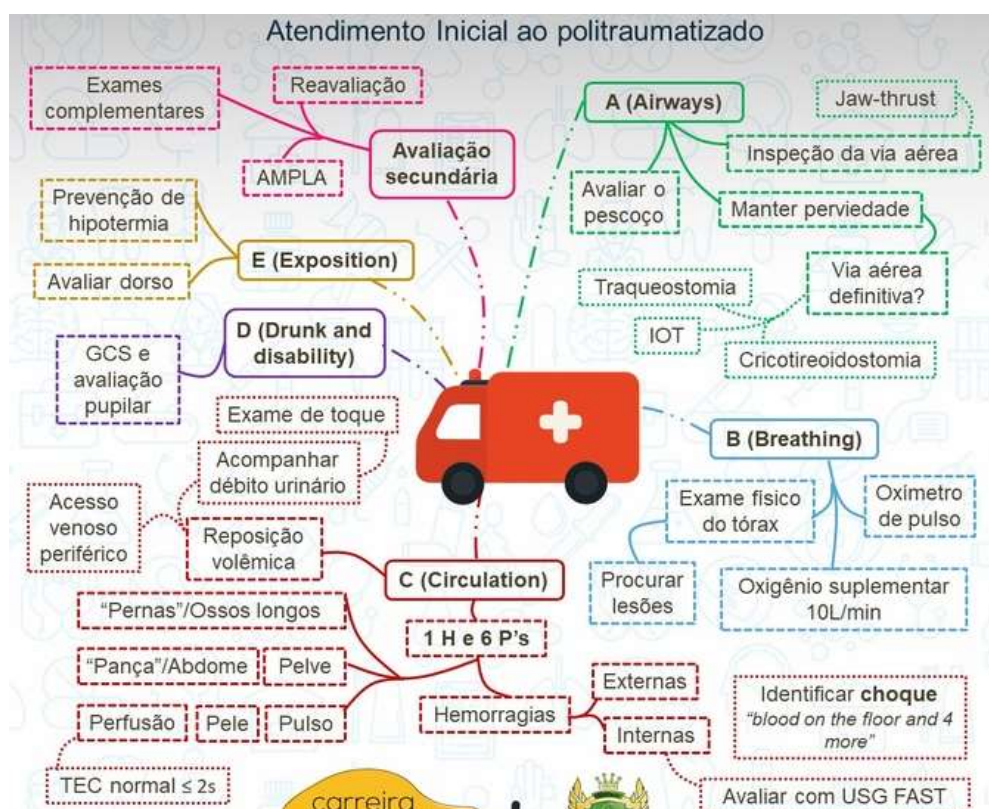 Atendimento Inicial ao politraumatizado
Exames
complementares
Reavaliação
AMPLA
Avaliação
secundária
A (Airways)
Jaw-thrust
Inspeção da via aérea
Avaliar o
pescoço
Manter perviedade
Via aérea
definitiva?
Traqueostomia
IOT
Cricotireoidostomia
Prevenção de
hipotermia
Avaliar dorso
E (Exposition)
D (Drunk and
disability)
GCS e
avaliação
pupilar
B (Breathing)
Exame físico
do tórax
Oxímetro
de pulso
Procurar
lesões
Oxigênio suplementar
10L/min
Exame de toque
Acompanhar
débito urinário
Acesso
venoso
periférico
Reposição
volêmica
C (Circulation)
1 H e 6 P's
“Pernas”/Ossos longos
“Pança”/Abdome
Pelve
Perfusão
Pele
Pulso
TEC normal ≤ 2s
Hemorragias
Externas
Internas
Identificar choque
“blood on the floor and 4
more”
Avaliar com USG FAST
carreira